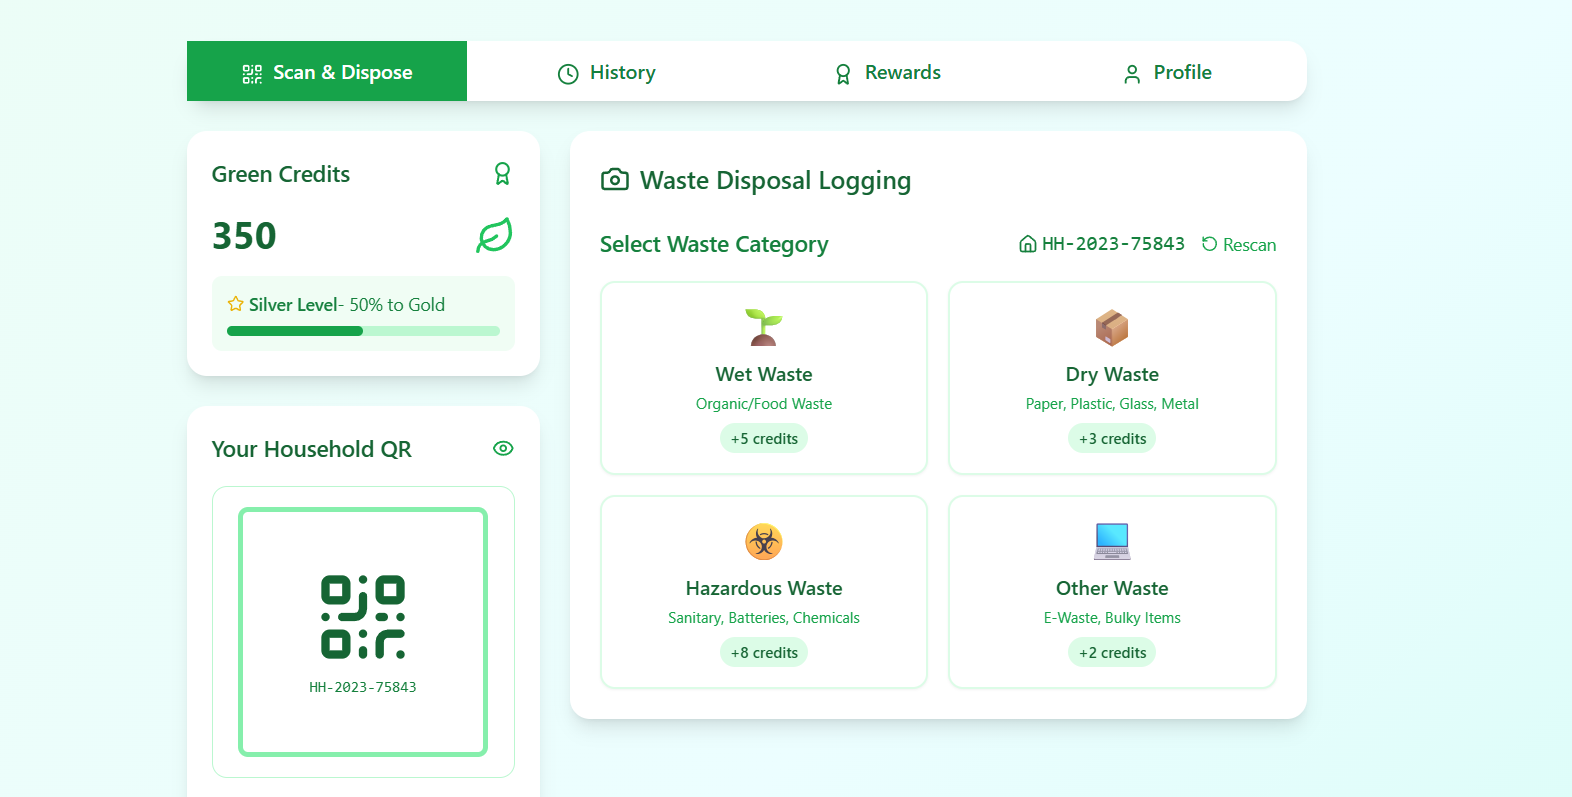 Scan & Dispose
History
Rewards
Profile
Green Credits
350
Silver Level- 50% to Gold
Your Household QR
HH-2023-75843
Waste Disposal Logging
Select Waste Category
HH-2023-75843
Rescan
Wet Waste
Organic/Food Waste
+5 credits
Dry Waste
Paper, Plastic, Glass, Metal
+3 credits
Hazardous Waste
Sanitary, Batteries, Chemicals
+8 credits
Other Waste
E-Waste, Bulky Items
+2 credits